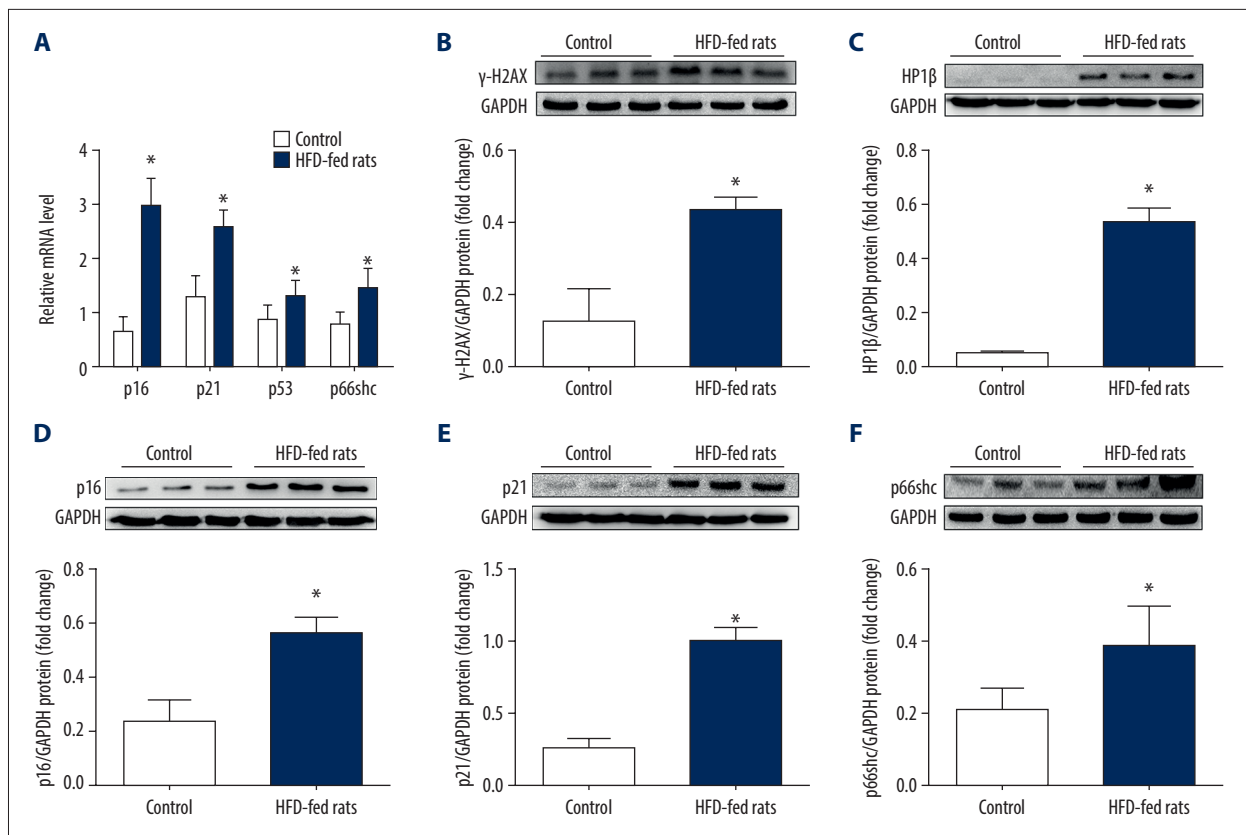 A
Control
HFD-fed rats
Relative mRNA level
4
3
2
1
0
*
*
*
*
p16
p21
p53
p66shc
B
Control
HFD-fed rats
γ-H2AX
GAPDH
γ-H2AX/GAPDH protein (fold change)
0.6
0.4
0.2
0.0
*
Control
HFD-fed rats
C
Control
HFD-fed rats
HP1β
GAPDH
HP1β/GAPDH protein (fold change)
0.8
0.6
0.4
0.2
0.0
*
Control
HFD-fed rats
D
Control
HFD-fed rats
p16
GAPDH
p16/GAPDH protein (fold change)
0.8
0.6
0.4
0.2
0.0
*
Control
HFD-fed rats
E
Control
HFD-fed rats
p21
GAPDH
p21/GAPDH protein (fold change)
1.5
1.0
0.5
0.0
*
Control
HFD-fed rats
F
Control
HFD-fed rats
p66shc
GAPDH
p66shc/GAPDH protein (fold change)
0.6
0.4
0.2
0.0
*
Control
HFD-fed rats